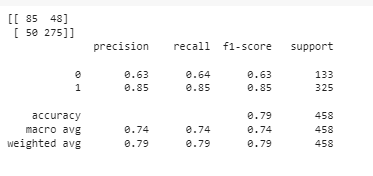 [[ 85  48]
 [ 50 275]]
              precision    recall  f1-score   support
           0       0.63      0.64      0.63       133
           1       0.85      0.85      0.85       325
    accuracy                           0.79       458
   macro avg       0.74      0.74      0.74       458
weighted avg       0.79      0.79      0.79       458